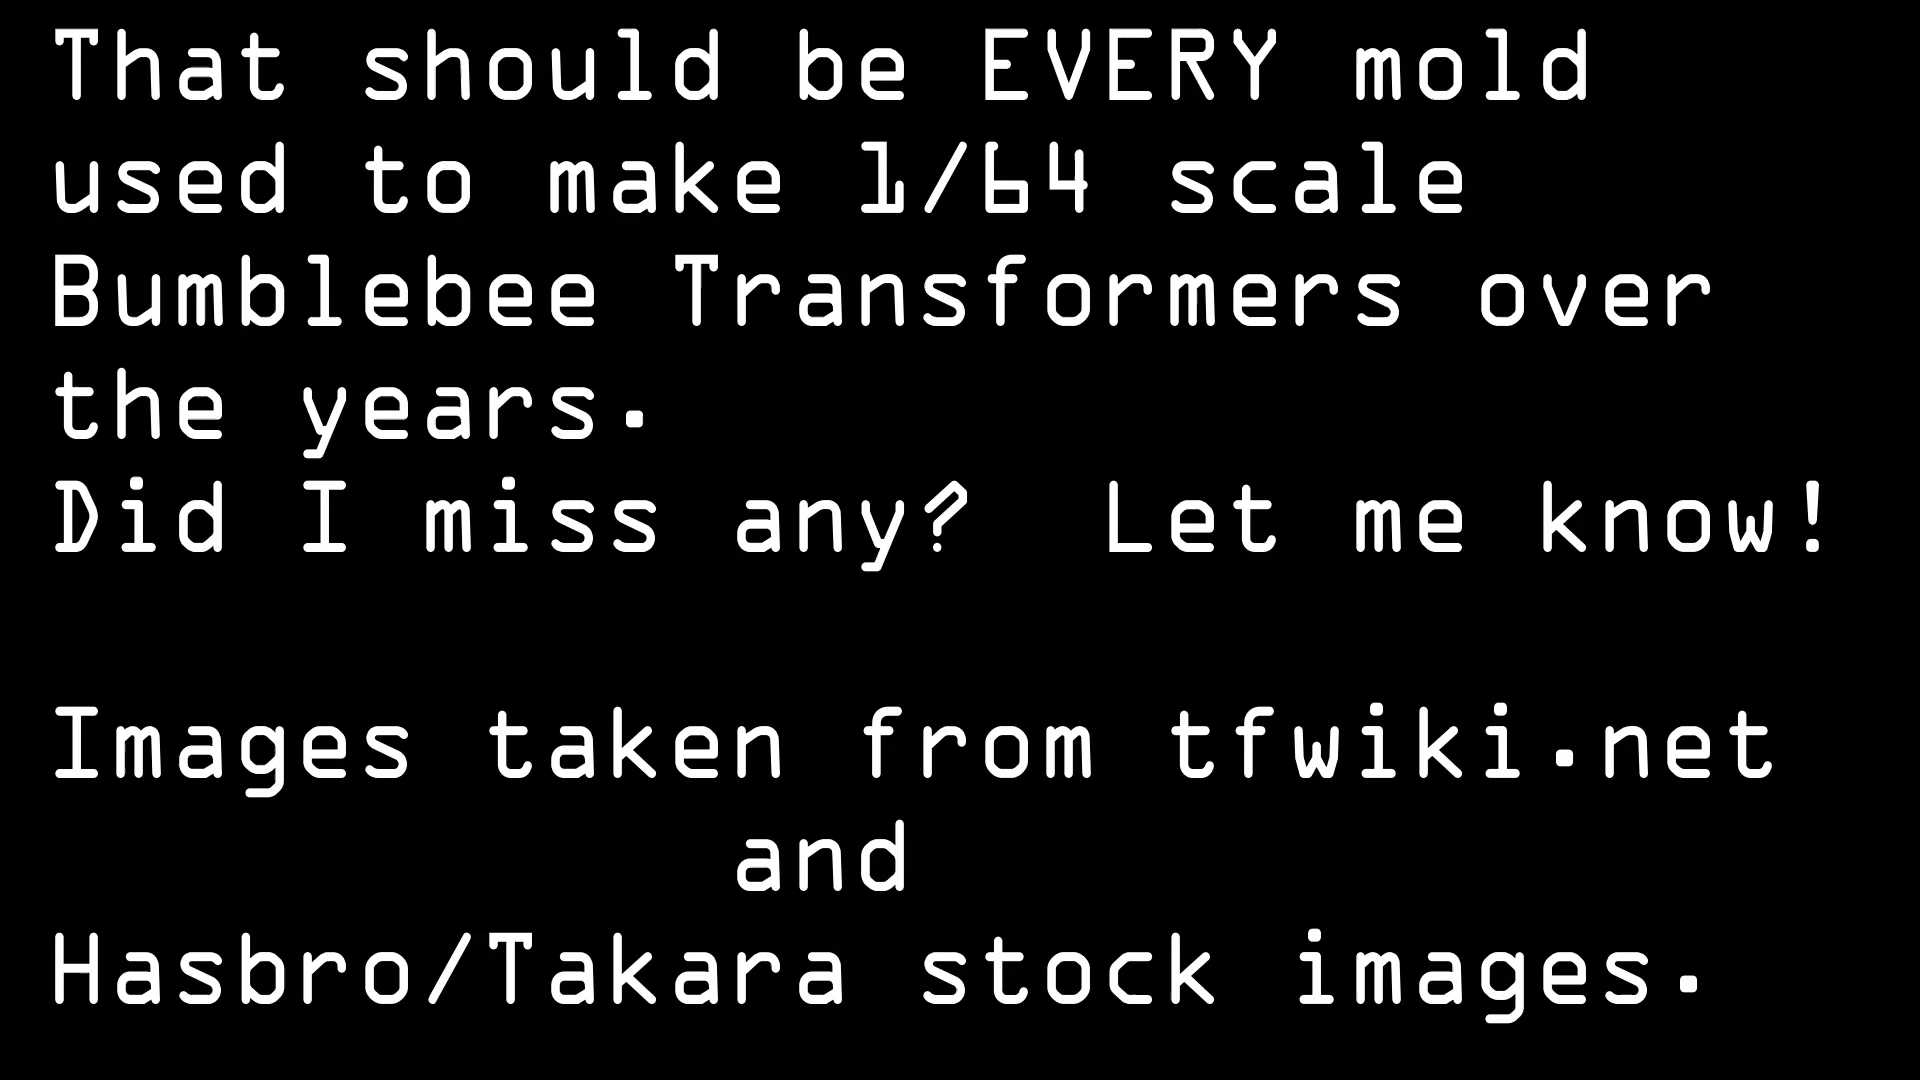 That should be EVERY mold
used to make 1/64 scale
Bumblebee Transformers over
the years.
Did I miss any?  Let me know!
Images taken from tfwiki.net
and
Hasbro/Takara stock images.